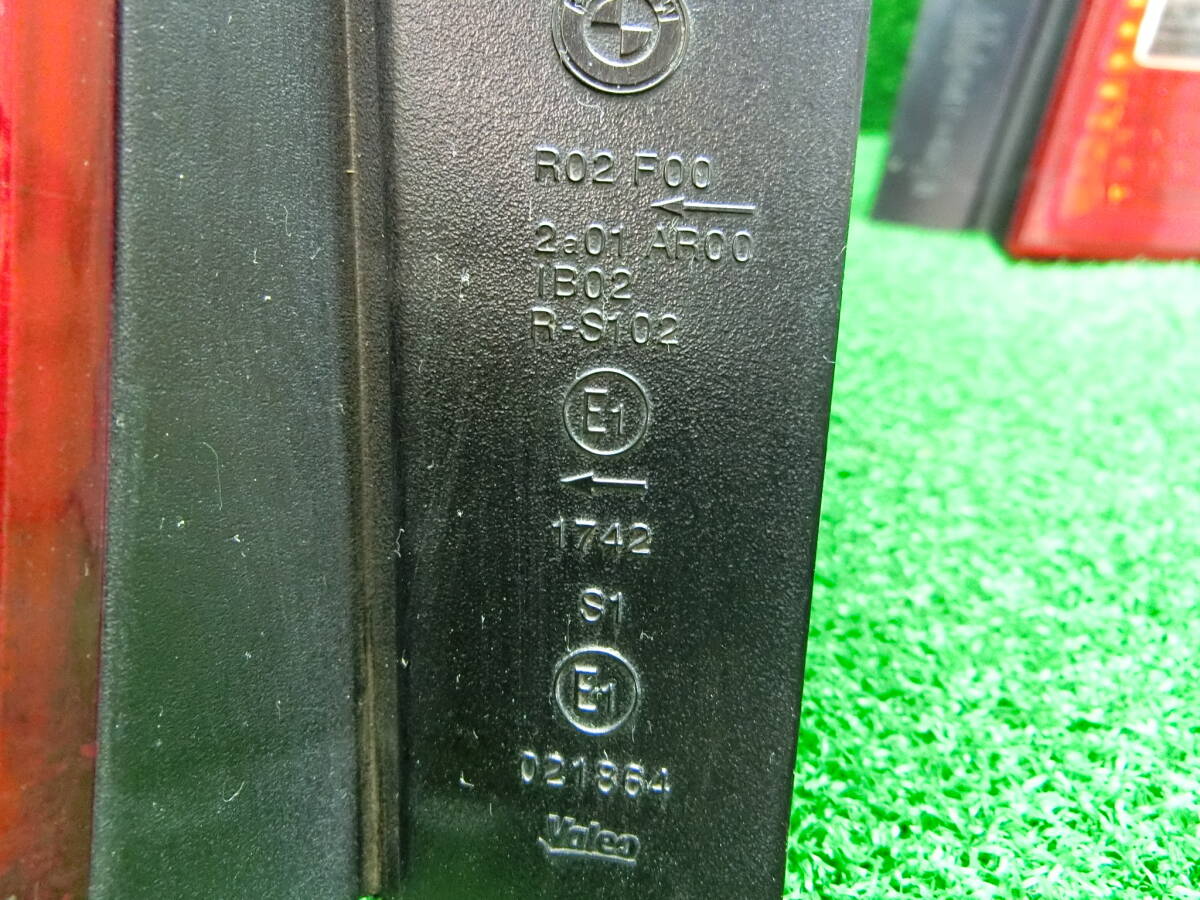 R02 F00
2a01 AR00
IB02
R-S102
E1
1742
S1
E1
021864
Valeo